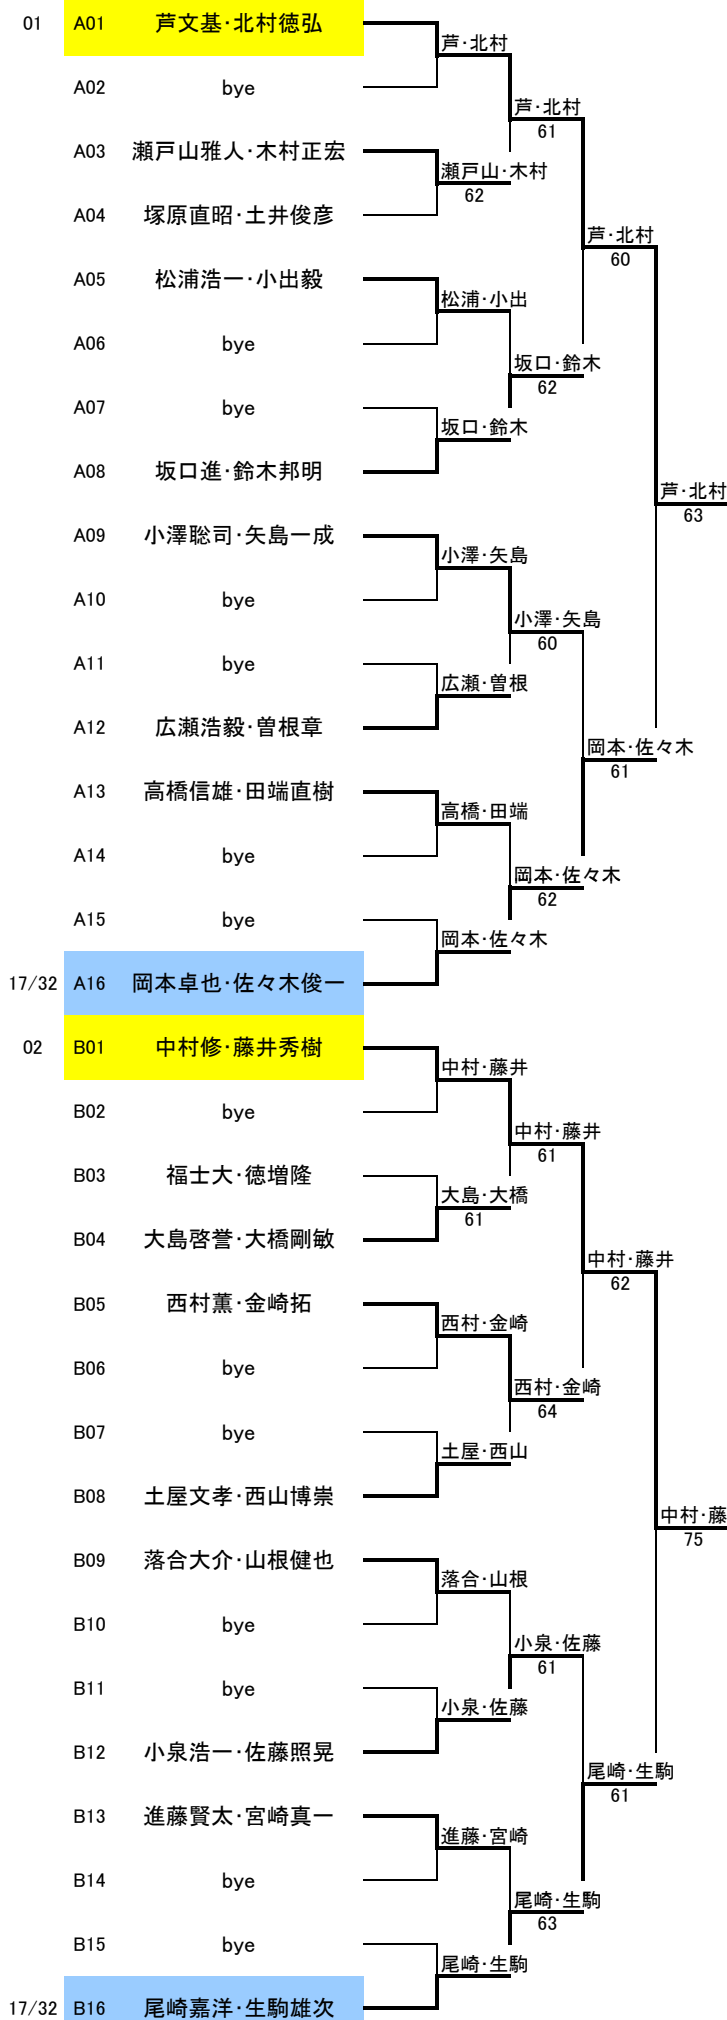 01 A01 芦文基・北村徳弘
芦・北村
A02 bye
芦・北村
61
A03 瀬戸山雅人・木村正宏
瀬戸山・木村
62
A04 塚原直昭・土井俊彦
芦・北村
60
A05 松浦浩一・小出毅
松浦・小出
A06 bye
坂口・鈴木
62
A07 bye
坂口・鈴木
A08 坂口進・鈴木邦明
芦・北村
63
A09 小澤聡司・矢島一成
小澤・矢島
A10 bye
小澤・矢島
60
A11 bye
広瀬・曽根
A12 広瀬浩毅・曽根章
岡本・佐々木
61
A13 高橋信雄・田端直樹
高橋・田端
A14 bye
岡本・佐々木
62
A15 bye
岡本・佐々木
17/32 A16 岡本卓也・佐々木俊一
02 B01 中村修・藤井秀樹
中村・藤井
B02 bye
中村・藤井
61
B03 福士大・徳増隆
大島・大橋
61
B04 大島啓誉・大橋剛敏
中村・藤井
62
B05 西村薫・金崎拓
西村・金崎
B06 bye
西村・金崎
64
B07 bye
土屋・西山
B08 土屋文孝・西山博崇
中村・藤
75
B09 落合大介・山根健也
落合・山根
B10 bye
小泉・佐藤
61
B11 bye
小泉・佐藤
B12 小泉浩一・佐藤照晃
尾崎・生駒
61
B13 進藤賢太・宮崎真一
進藤・宮崎
B14 bye
尾崎・生駒
63
B15 bye
尾崎・生駒
17/32 B16 尾崎嘉洋・生駒雄次